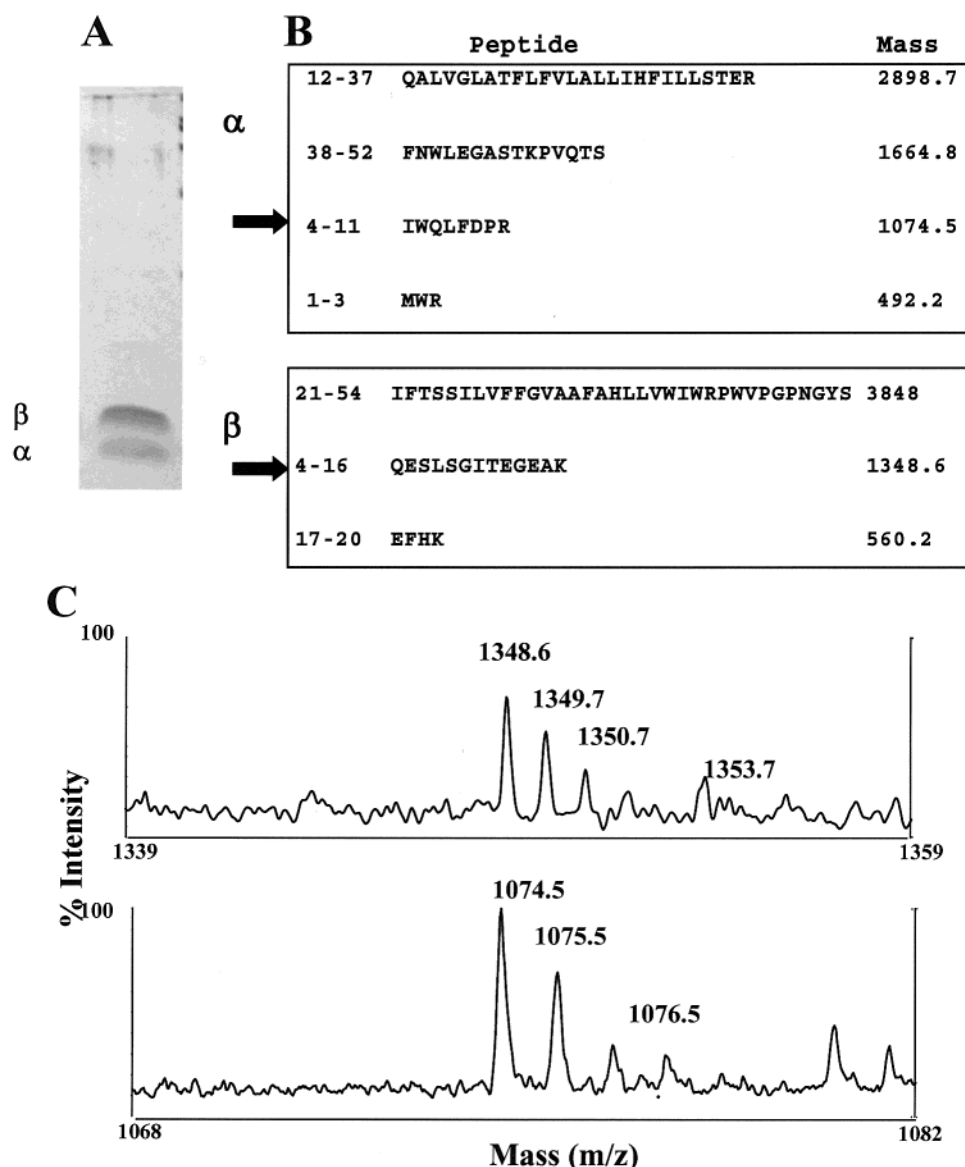 A
B
Peptide Mass
α
12-37 QALVGLATFLFVLALLIHFILLSTER 2898.7
38-52 FNWLEGASTKPVQTS 1664.8
4-11 IWQLFDPR 1074.5
1-3 MWR 492.2
β
α
β
21-54 IFTSSILVFFGVAAFAHLLVWIWRPWVPGPNGYS 3848
4-16 QESLSGITEGEAK 1348.6
17-20 EFHK 560.2
C
% Intensity
100
1348.6
1349.7
1350.7
1353.7
1339 1359
100
1074.5
1075.5
1076.5
1068 1082
Mass (m/z)